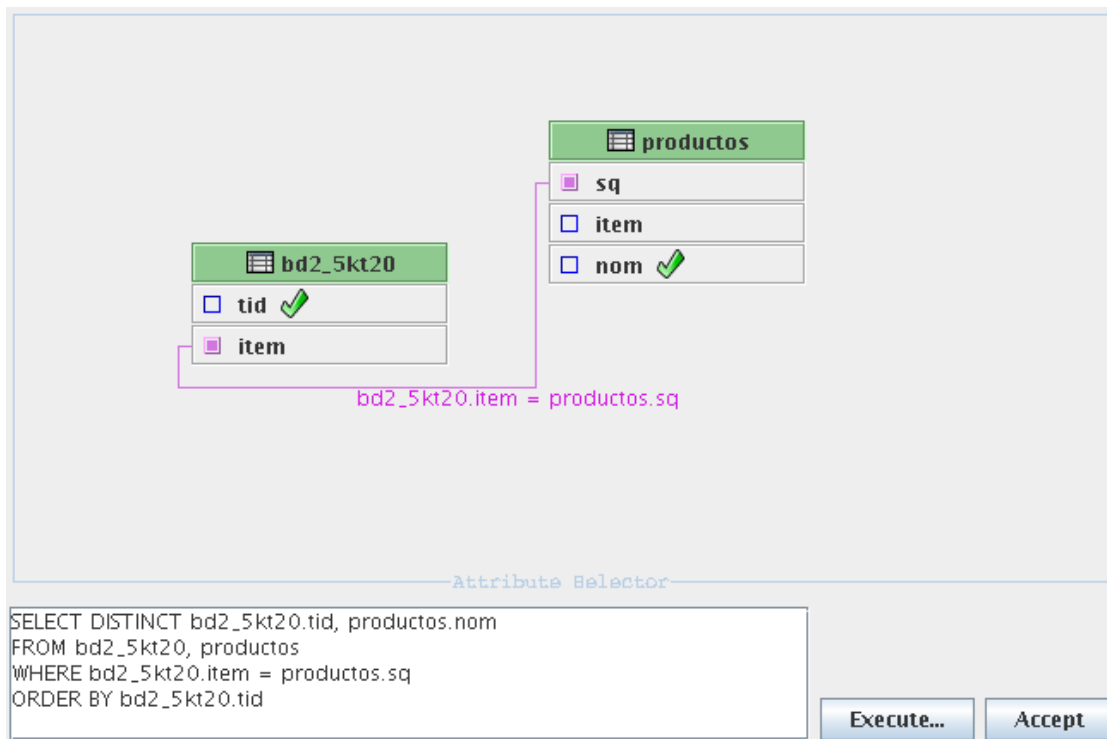 productos
sq
item
nom
bd2_5kt20
tid
item
bd2_5kt20.item = productos.sq
Attribute Selector
SELECT DISTINCT bd2_5kt20.tid, productos.nom
FROM bd2_5kt20, productos
WHERE bd2_5kt20.item = productos.sq
ORDER BY bd2_5kt20.tid
Execute...
Accept